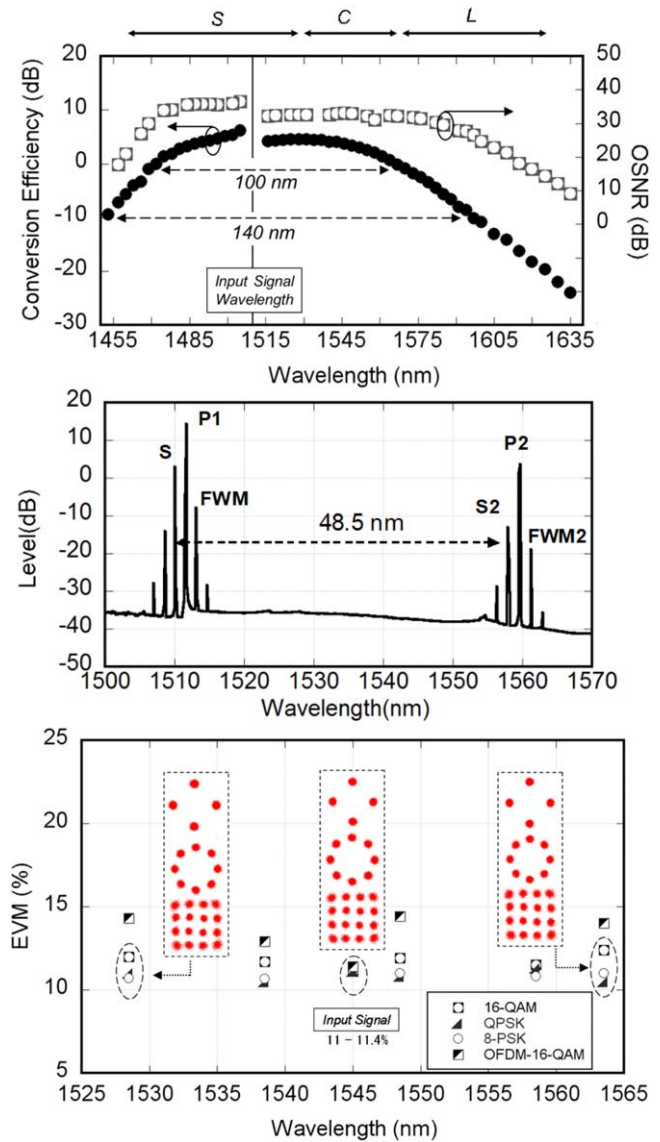 S C L
20 50
10 40
0 30
-10 20
-20 10
-30 0
Conversion Efficiency (dB)
OSNR (dB)
100 nm
140 nm
Input Signal
Wavelength
1455 1485 1515 1545 1575 1605 1635
Wavelength (nm)
20
10
0
-10
-20
-30
-40
-50
Level(dB)
P1
S
FWM
48.5 nm
P2
S2
FWM2
1500 1510 1520 1530 1540 1550 1560 1570
Wavelength(nm)
25
20
15
10
5
EVM (%)
Input Signal
11 – 11.4%
16-QAM
QPSK
8-PSK
OFDM-16-QAM
1525 1530 1535 1540 1545 1550 1555 1560 1565
Wavelength (nm)